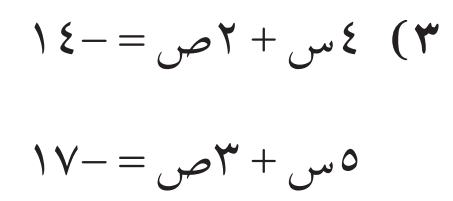 ٣) ٤س + ٢ص = –١٤
٥س + ٣ص = –١٧